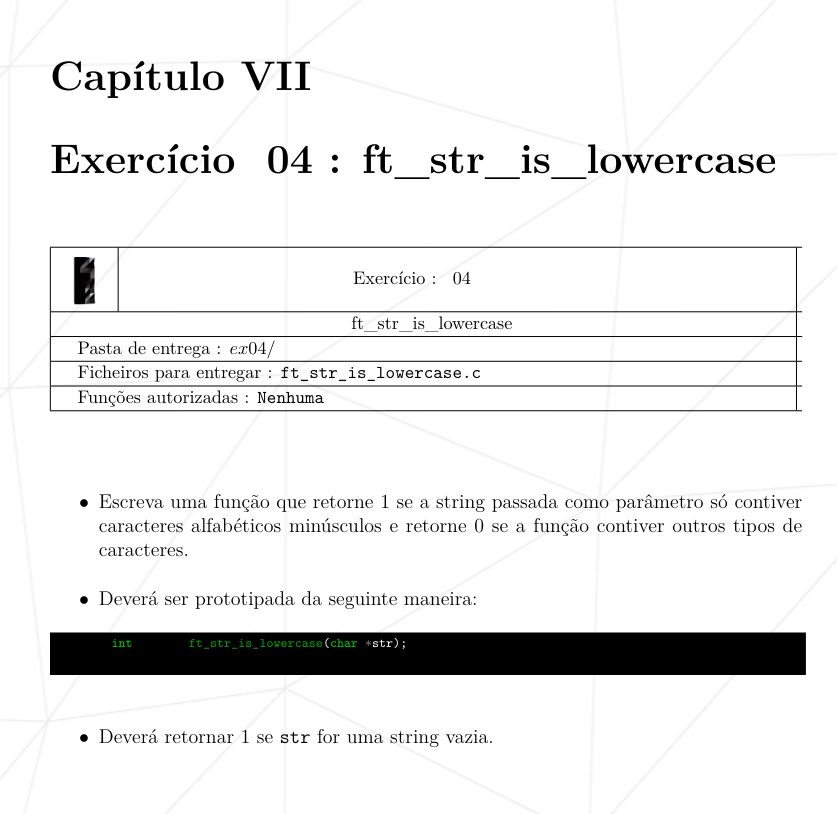 Capítulo VII
Exercício 04 : ft_str_is_lowercase
Exercício : 04
ft_str_is_lowercase
Pasta de entrega : ex04/
Ficheiros para entregar : ft_str_is_lowercase.c
Funções autorizadas : Nenhuma
• Escreva uma função que retorne 1 se a string passada como parâmetro só contiver
caracteres alfabéticos minúsculos e retorne 0 se a função contiver outros tipos de
caracteres.
• Deverá ser prototipada da seguinte maneira:
int ft_str_is_lowercase(char *str);
• Deverá retornar 1 se str for uma string vazia.